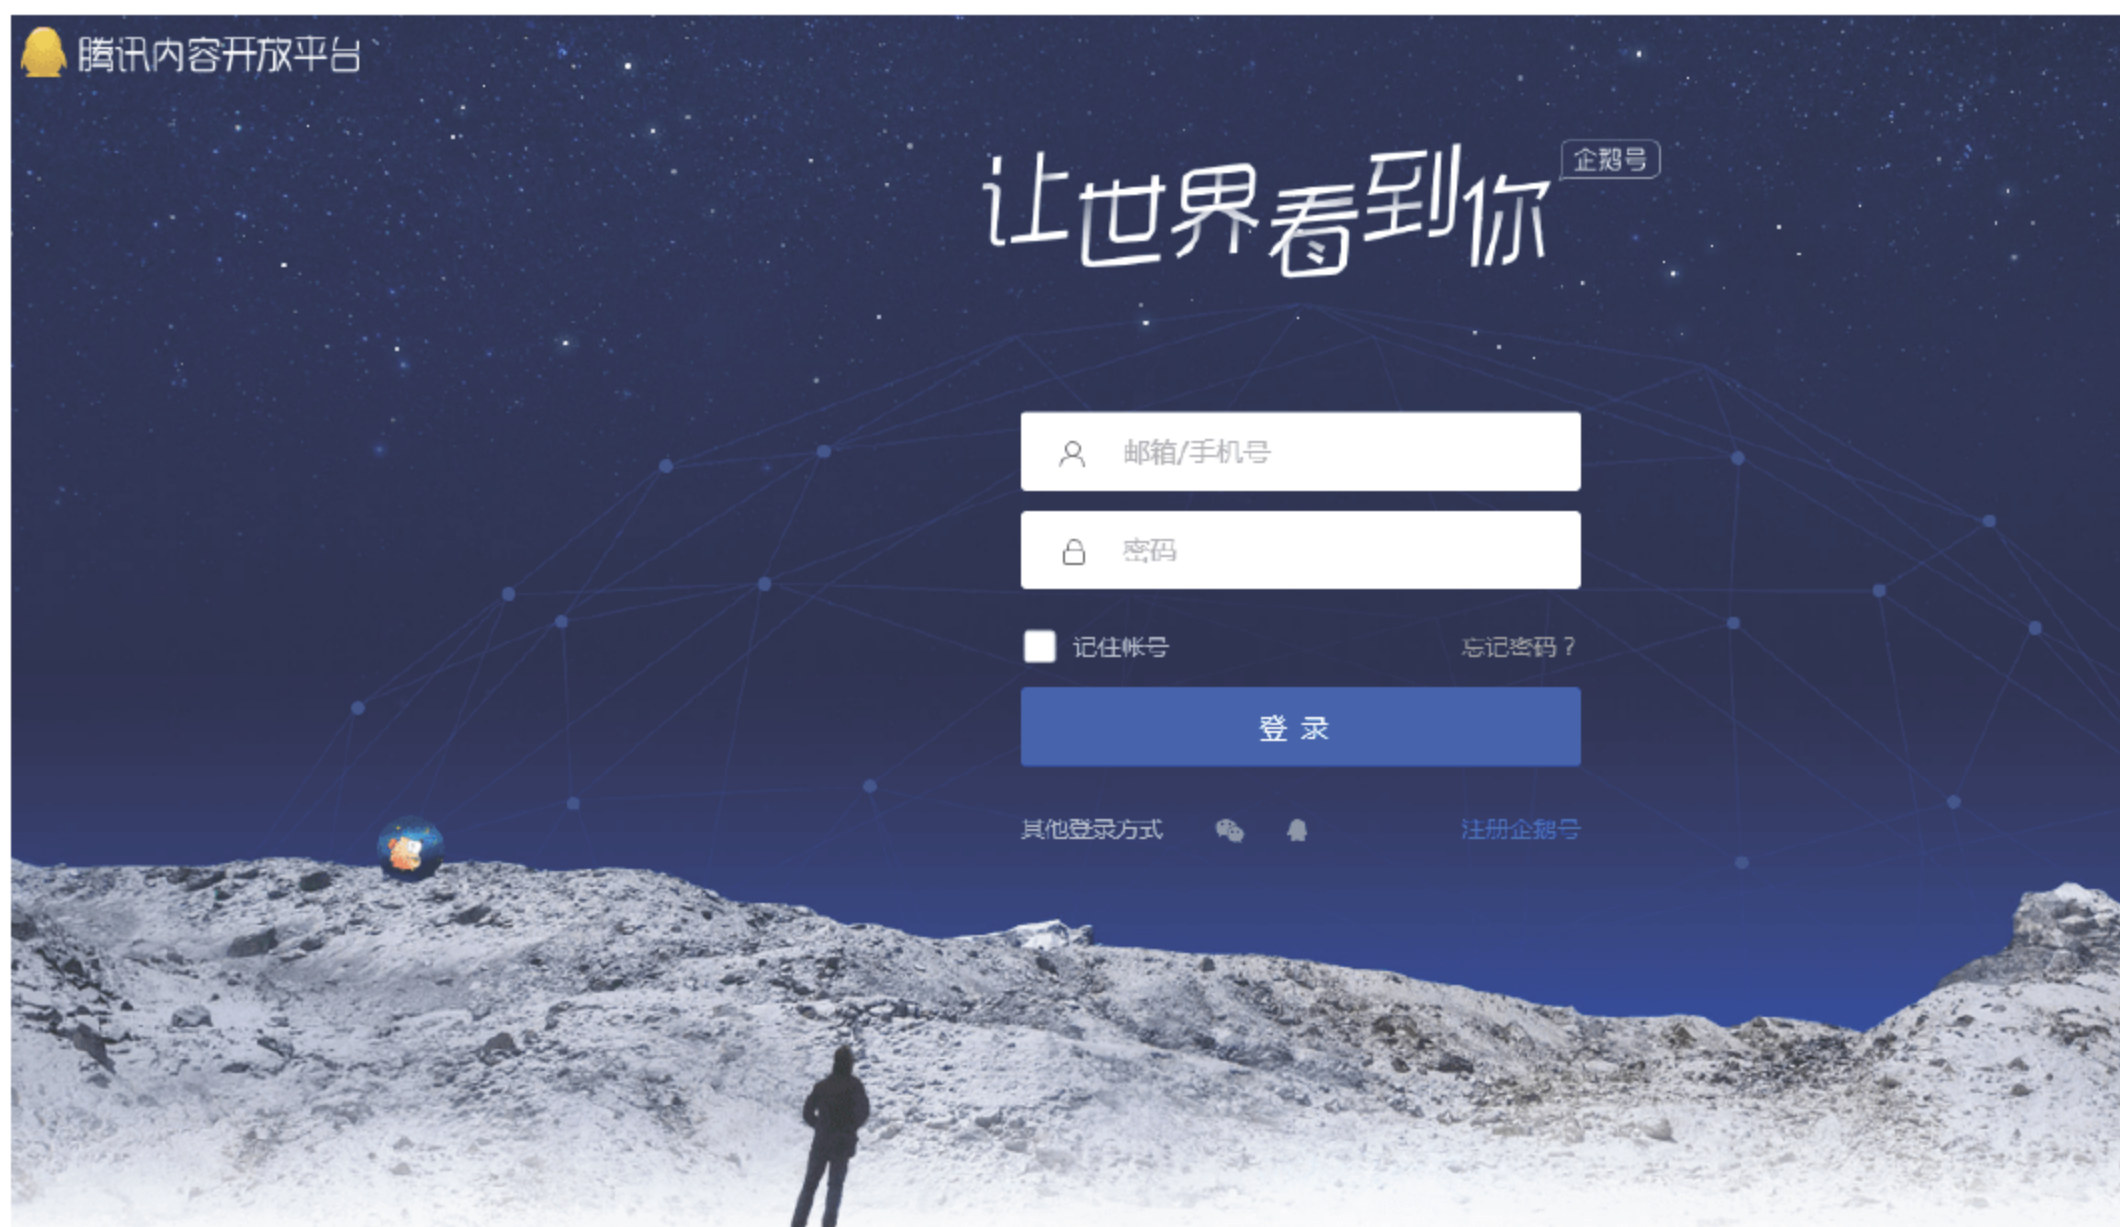 腾讯内容开放平台
让世界看到你
企鹅号
邮箱/手机号
密码
记住帐号
忘记密码？
登 录
其他登录方式
注册企鹅号